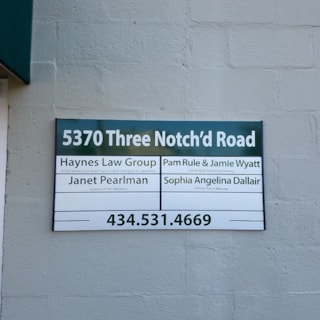 5370 Three Notch'd Road
Haynes Law Group
Pam Rule & Jamie Wyatt
Janet Pearlman
Sophia Angelina Dallair
434.531.4669